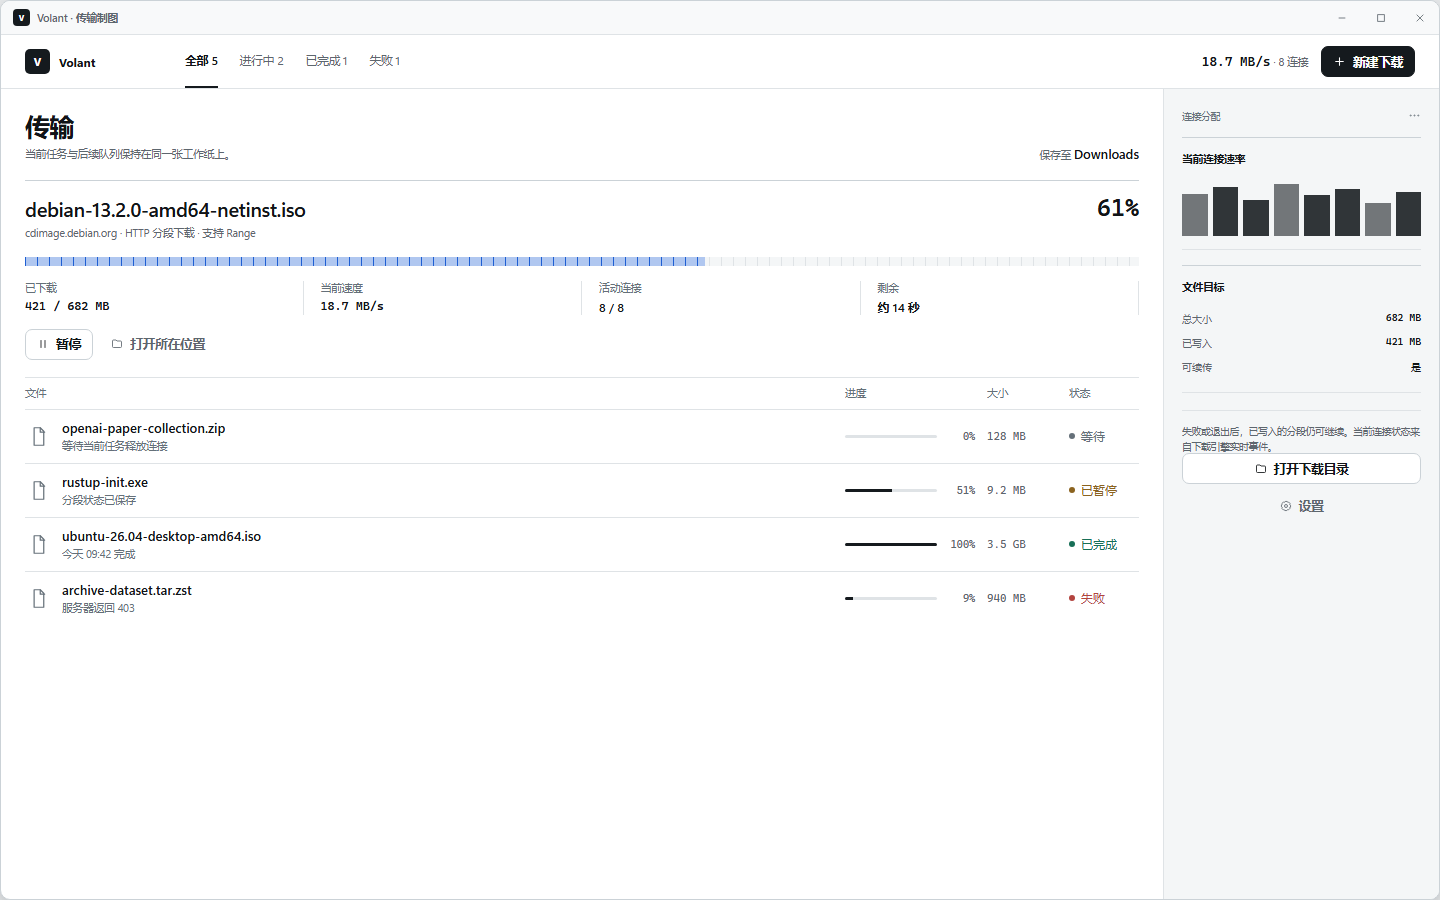 V Volant · 传输制图
V Volant
全部 5 进行中 2 已完成 1 失败 1
18.7 MB/s · 8 连接
+ 新建下载
传输
当前任务与后续队列保持在同一张工作纸上。
保存至 Downloads
debian-13.2.0-amd64-netinst.iso
61%
cdimage.debian.org · HTTP 分段下载 · 支持 Range
已下载 当前速度 活动连接 剩余
421 / 682 MB 18.7 MB/s 8 / 8 约 14 秒
暂停 打开所在位置
文件 进度 大小 状态
openai-paper-collection.zip
等待当前任务释放连接
0% 128 MB 等待
rustup-init.exe
分段状态已保存
51% 9.2 MB 已暂停
ubuntu-26.04-desktop-amd64.iso
今天 09:42 完成
100% 3.5 GB 已完成
archive-dataset.tar.zst
服务器返回 403
9% 940 MB 失败
连接分配 ···
当前连接速率
文件目标
总大小 682 MB
已写入 421 MB
可续传 是
失败或退出后，已写入的分段仍可继续。当前连接状态来
自下载引擎实时事件。
打开下载目录
设置